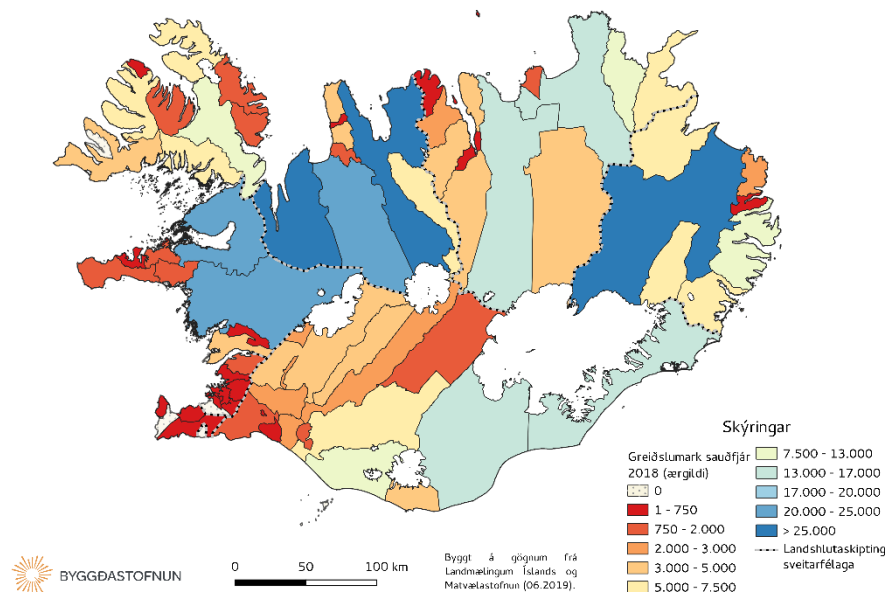 Skýringar
Greiðslumark sauðfjár
2018 (ærgildi)
0
1 - 750
750 - 2.000
2.000 - 3.000
3.000 - 5.000
5.000 - 7.500
7.500 - 13.000
13.000 - 17.000
17.000 - 20.000
20.000 - 25.000
> 25.000
Landshlutaskipting
sveitarfélaga
BYGGÐASTOFNUN
0 50 100 km
Byggt á gögnum frá
Landmælingum Íslands og
Matvælastofnun (06.2019).